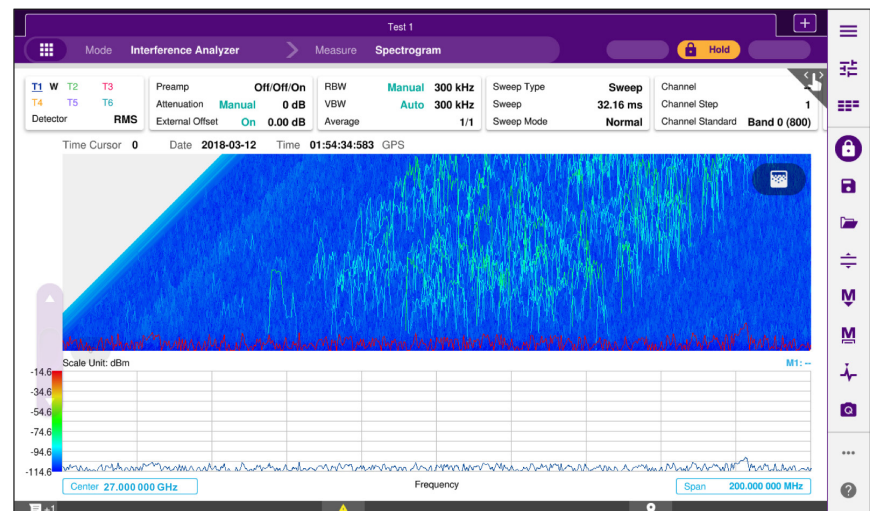 Test 1
+
Mode Interference Analyzer Measure Spectrogram Hold
T1 W T2 T3
T4 T5 T6
Detector RMS
Preamp Off/Off/On
Attenuation Manual 0 dB
External Offset On 0.00 dB
RBW Manual 300 kHz
VBW Auto 300 kHz
Average 1/1
Sweep Type Sweep
Sweep 32.16 ms
Sweep Mode Normal
Channel --
Channel Step 1
Channel Standard Band 0 (800)
Time Cursor 0 Date 2018-03-12 Time 01:54:34:583 GPS
Scale Unit: dBm M1: --
-14.6
-34.6
-54.6
-74.6
-94.6
-114.6
Center 27.000 000 GHz Frequency Span 200.000 000 MHz
+1
M
M